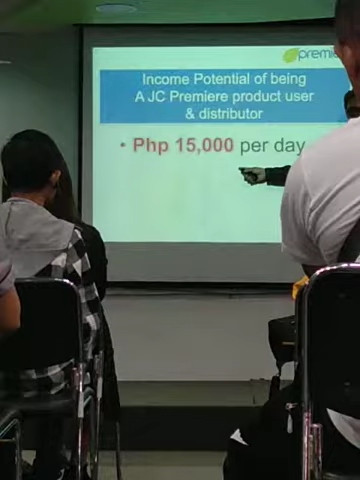 premie
Income Potential of being
A JC Premiere product user
& distributor
• Php 15,000 per day